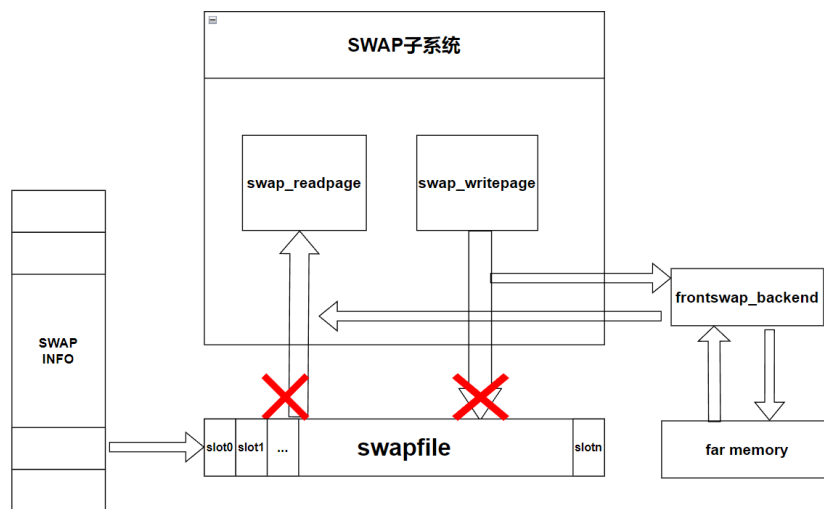 SWAP子系统
swap_readpage
swap_writepage
frontswap_backend
SWAP
INFO
slot0
slot1
...
swapfile
slotn
far memory